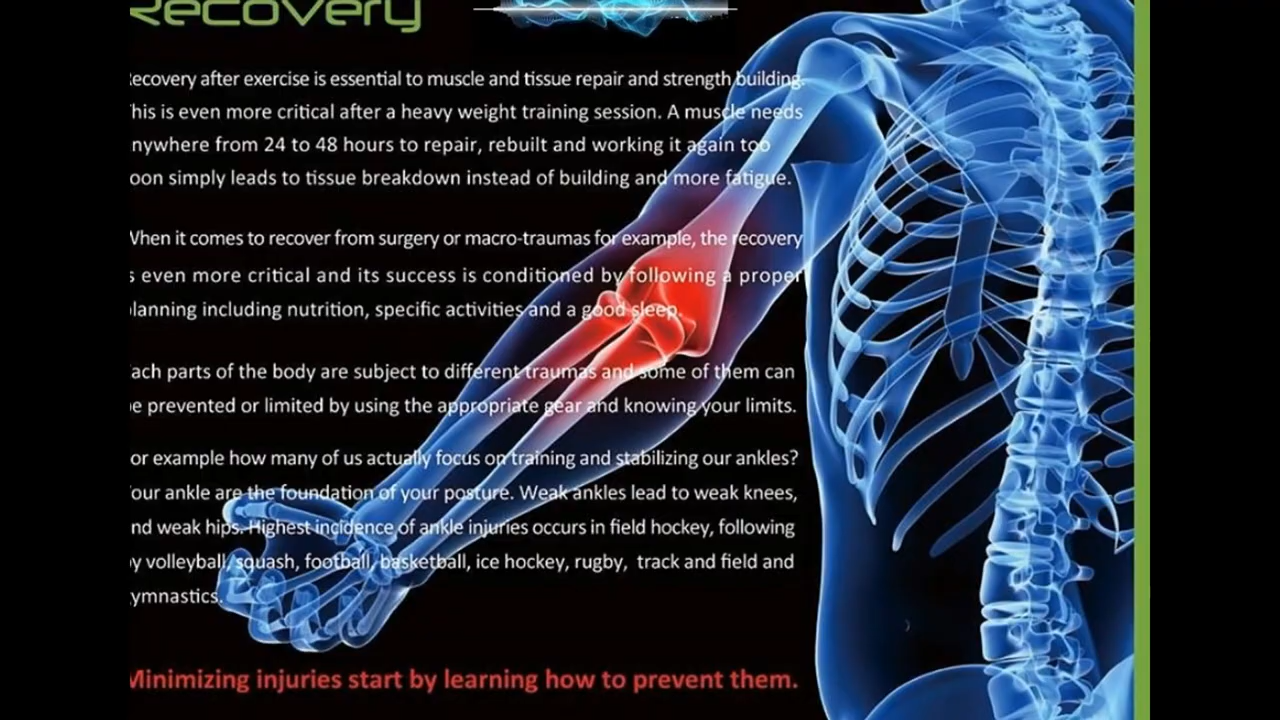 Recovery
Recovery after exercise is essential to muscle and tissue repair and strength building.
This is even more critical after a heavy weight training session. A muscle needs
nywhere from 24 to 48 hours to repair, rebuilt and working it again too
oon simply leads to tissue breakdown instead of building and more fatigue.
When it comes to recover from surgery or macro-traumas for example, the recovery
s even more critical and its success is conditioned by following a proper
planning including nutrition, specific activities and a good sleep.
ach parts of the body are subject to different traumas and some of them can
be prevented or limited by using the appropriate gear and knowing your limits.
or example how many of us actually focus on training and stabilizing our ankles?
Your ankle are the foundation of your posture. Weak ankles lead to weak knees,
nd weak hips. Highest incidence of ankle injuries occurs in field hockey, following
by volleyball, squash, football, basketball, ice hockey, rugby, track and field and
gymnastics.
Minimizing injuries start by learning how to prevent them.